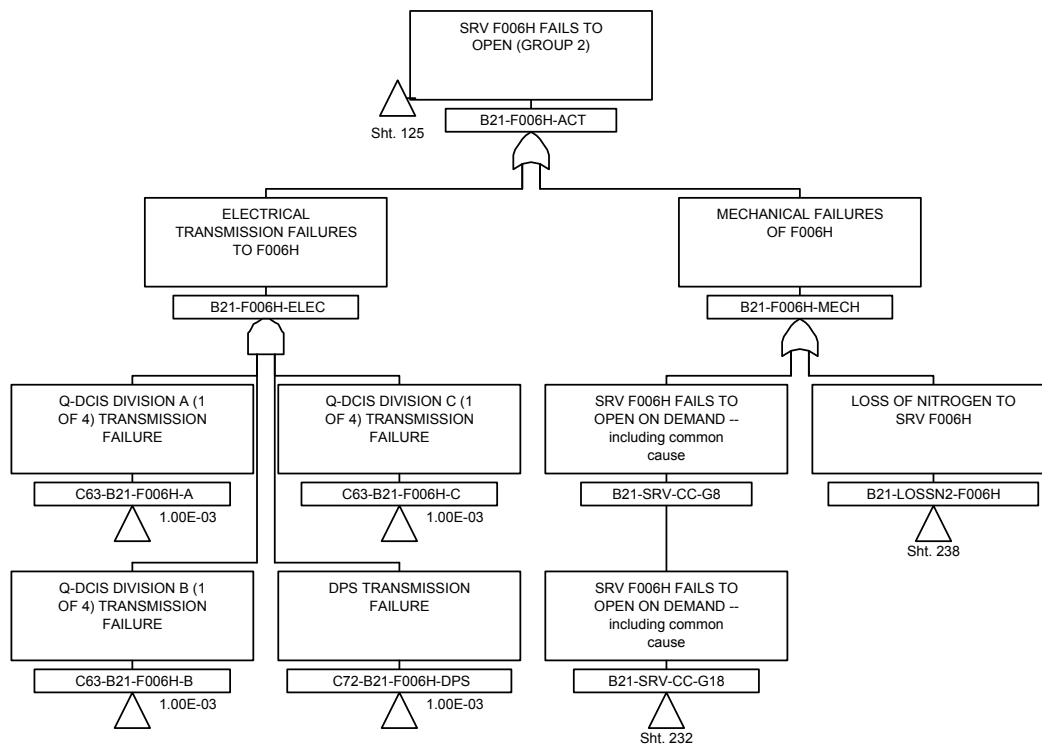 SRV F006H FAILS TO
OPEN (GROUP 2)
Sht. 125
B21-F006H-ACT
ELECTRICAL
TRANSMISSION FAILURES
TO F006H
B21-F006H-ELEC
MECHANICAL FAILURES
OF F006H
B21-F006H-MECH
Q-DCIS DIVISION A (1
OF 4) TRANSMISSION
FAILURE
C63-B21-F006H-A
1.00E-03
Q-DCIS DIVISION C (1
OF 4) TRANSMISSION
FAILURE
C63-B21-F006H-C
1.00E-03
SRV F006H FAILS TO
OPEN ON DEMAND --
including common
cause
B21-SRV-CC-G8
LOSS OF NITROGEN TO
SRV F006H
B21-LOSSN2-F006H
Sht. 238
Q-DCIS DIVISION B (1
OF 4) TRANSMISSION
FAILURE
C63-B21-F006H-B
1.00E-03
DPS TRANSMISSION
FAILURE
C72-B21-F006H-DPS
1.00E-03
SRV F006H FAILS TO
OPEN ON DEMAND --
including common
cause
B21-SRV-CC-G18
Sht. 232